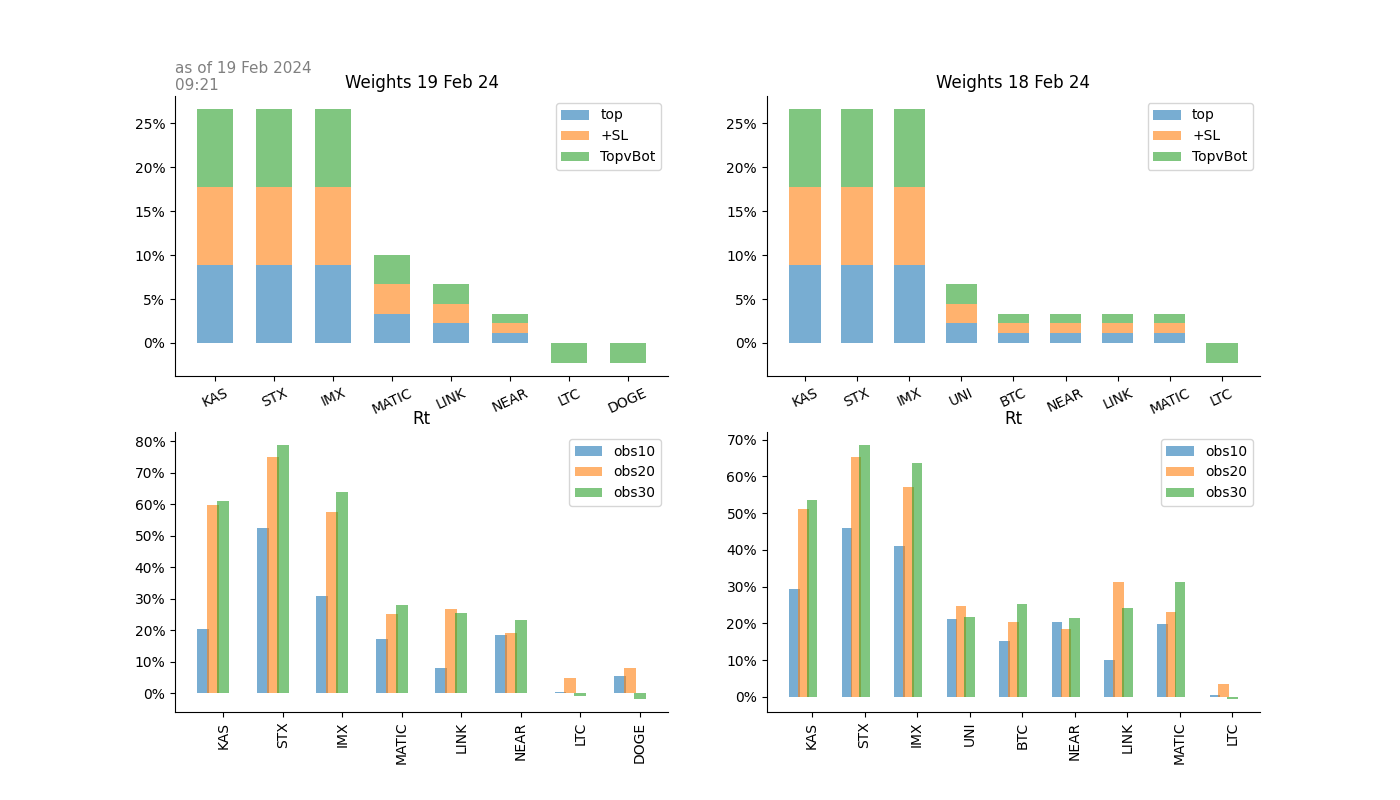 as of 19 Feb 2024
09:21
Weights 19 Feb 24
25%
20%
15%
10%
5%
0%
top
+SL
TopvBot
KAS STX IMX MATIC LINK NEAR LTC DOGE
Weights 18 Feb 24
25%
20%
15%
10%
5%
0%
top
+SL
TopvBot
KAS STX IMX UNI BTC NEAR LINK MATIC LTC
Rt
80%
70%
60%
50%
40%
30%
20%
10%
0%
obs10
obs20
obs30
KAS STX IMX MATIC LINK NEAR LTC DOGE
Rt
70%
60%
50%
40%
30%
20%
10%
0%
obs10
obs20
obs30
KAS STX IMX UNI BTC NEAR LINK MATIC LTC